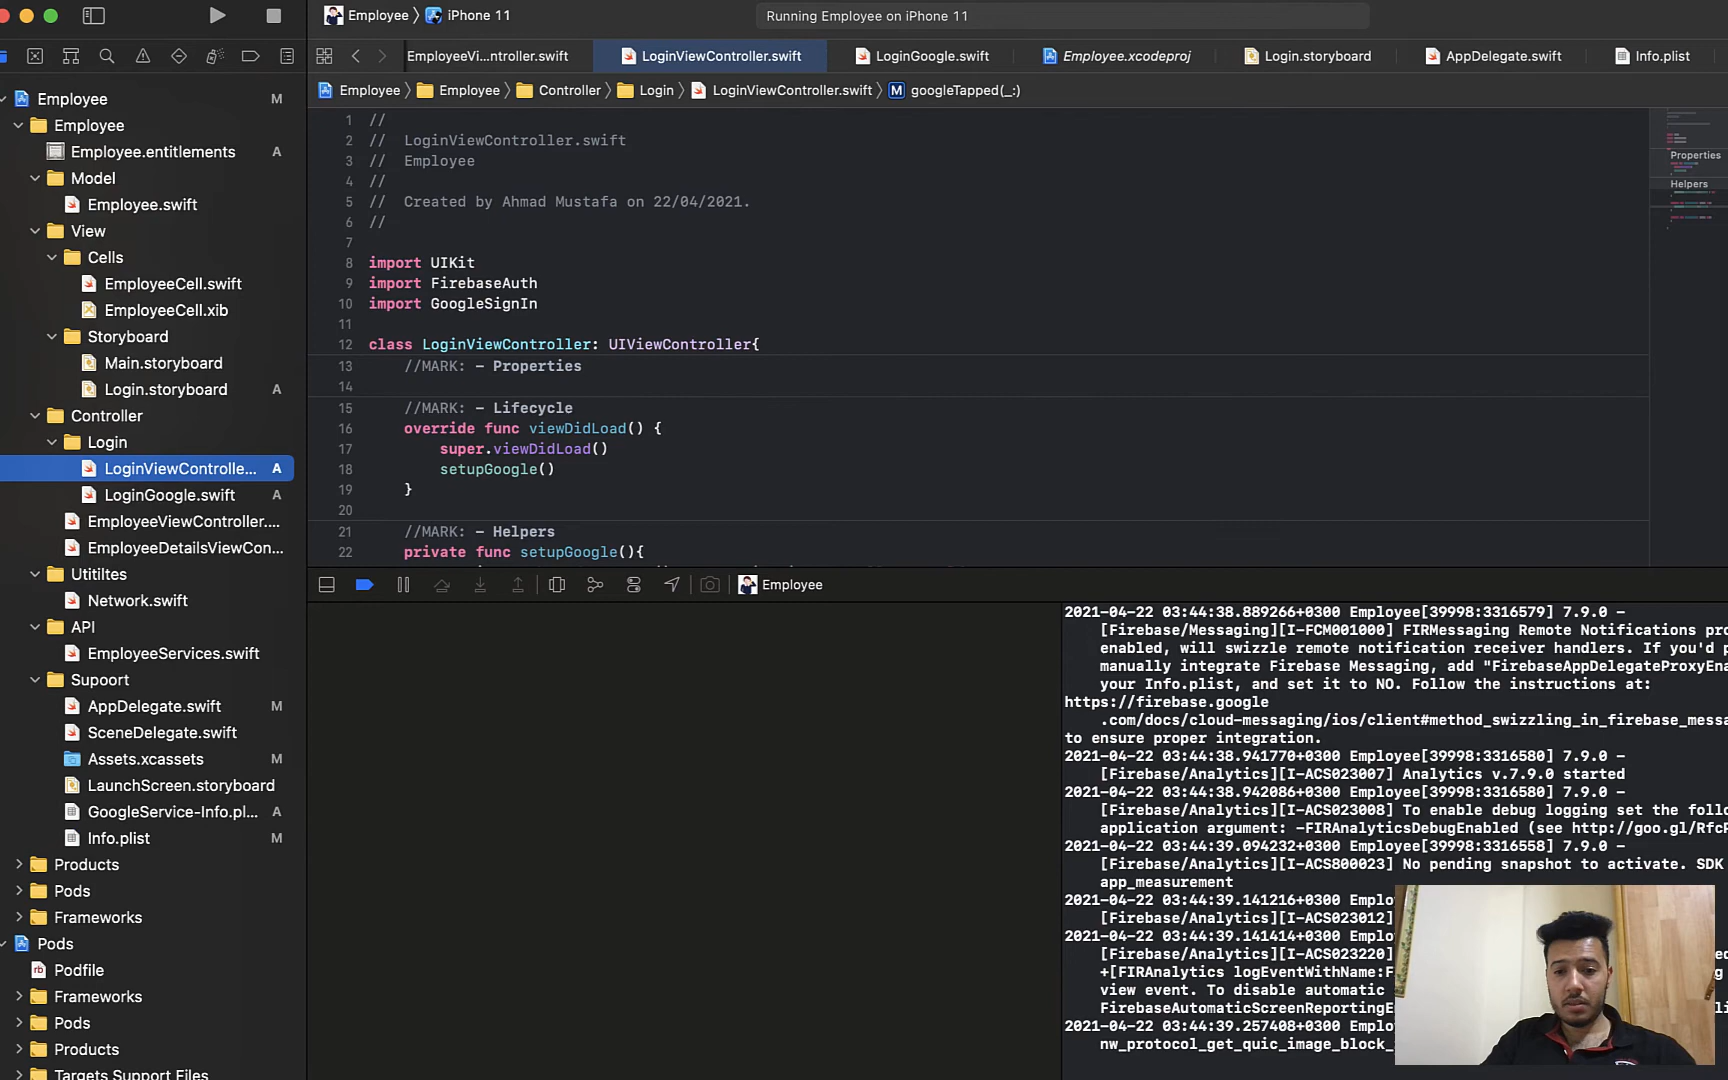 Employee
iPhone 11
Running Employee on iPhone 11
EmployeeVi...ntroller.swift
LoginViewController.swift
LoginGoogle.swift
Employee.xcodeproj
Login.storyboard
AppDelegate.swift
Info.plist
Employee
Employee
Controller
Login
LoginViewController.swift
M
googleTapped(_:)
Employee M
Employee
Employee.entitlements A
Model
Employee.swift
View
Cells
EmployeeCell.swift
EmployeeCell.xib
Storyboard
Main.storyboard
Login.storyboard A
Controller
Login
LoginViewControlle... A
LoginGoogle.swift A
EmployeeViewController....
EmployeeDetailsViewCon...
Utitiltes
Network.swift
API
EmployeeServices.swift
Supoort
AppDelegate.swift M
SceneDelegate.swift
Assets.xcassets M
LaunchScreen.storyboard
GoogleService-Info.pl... A
Info.plist M
Products
Pods
Frameworks
Pods
rb Podfile
Frameworks
Pods
Products
Targets Support Files
1 //
2 //  LoginViewController.swift
3 //  Employee
4 //
5 //  Created by Ahmad Mustafa on 22/04/2021.
6 //
7
8 import UIKit
9 import FirebaseAuth
10 import GoogleSignIn
11
12 class LoginViewController: UIViewController{
13 //MARK: - Properties
14
15 //MARK: - Lifecycle
16 override func viewDidLoad() {
17 super.viewDidLoad()
18 setupGoogle()
19 }
20
21 //MARK: - Helpers
22 private func setupGoogle(){
Properties
Helpers
Employee
2021-04-22 03:44:38.889266+0300 Employee[39998:3316579] 7.9.0 -
[Firebase/Messaging][I-FCM001000] FIRMessaging Remote Notifications pro
enabled, will swizzle remote notification receiver handlers. If you'd p
manually integrate Firebase Messaging, add "FirebaseAppDelegateProxyEna
your Info.plist, and set it to NO. Follow the instructions at:
https://firebase.google
.com/docs/cloud-messaging/ios/client#method_swizzling_in_firebase_messa
to ensure proper integration.
2021-04-22 03:44:38.941770+0300 Employee[39998:3316580] 7.9.0 -
[Firebase/Analytics][I-ACS023007] Analytics v.7.9.0 started
2021-04-22 03:44:38.942086+0300 Employee[39998:3316580] 7.9.0 -
[Firebase/Analytics][I-ACS023008] To enable debug logging set the follo
application argument: -FIRAnalyticsDebugEnabled (see http://goo.gl/RfcP
2021-04-22 03:44:39.094232+0300 Employee[39998:3316558] 7.9.0 -
[Firebase/Analytics][I-ACS800023] No pending snapshot to activate. SDK
app_measurement
2021-04-22 03:44:39.141216+0300 Emplo
[Firebase/Analytics][I-ACS023012]
2021-04-22 03:44:39.141414+0300 Emplo
[Firebase/Analytics][I-ACS023220] ed
+[FIRAnalytics logEventWithName:F g
view event. To disable automatic
FirebaseAutomaticScreenReportingE li
2021-04-22 03:44:39.257408+0300 Emplo
nw_protocol_get_quic_image_block_